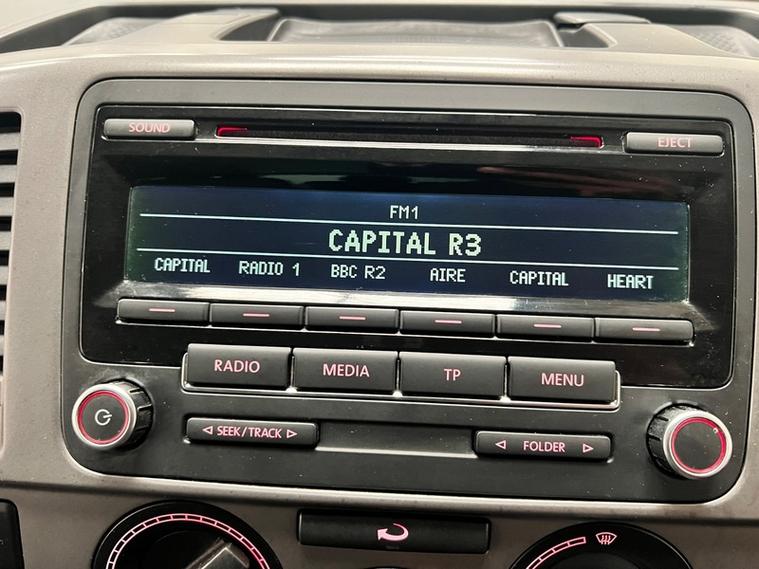 SOUND
EJECT
FM1
CAPITAL R3
CAPITAL RADIO 1 BBC R2 AIRE CAPITAL HEART
RADIO MEDIA TP MENU
SEEK/TRACK FOLDER